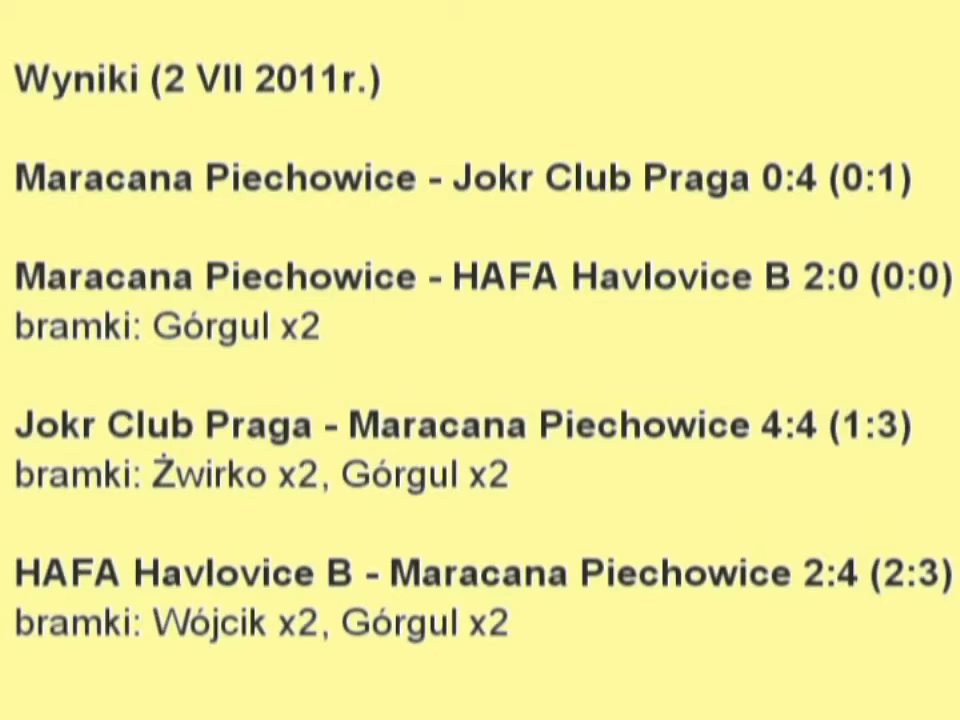 Wyniki (2 VII 2011r.)
Maracana Piechowice - Jokr Club Praga 0:4 (0:1)
Maracana Piechowice - HAFA Havlovice B 2:0 (0:0)
bramki: Górgul x2
Jokr Club Praga - Maracana Piechowice 4:4 (1:3)
bramki: Żwirko x2, Górgul x2
HAFA Havlovice B - Maracana Piechowice 2:4 (2:3)
bramki: Wójcik x2, Górgul x2